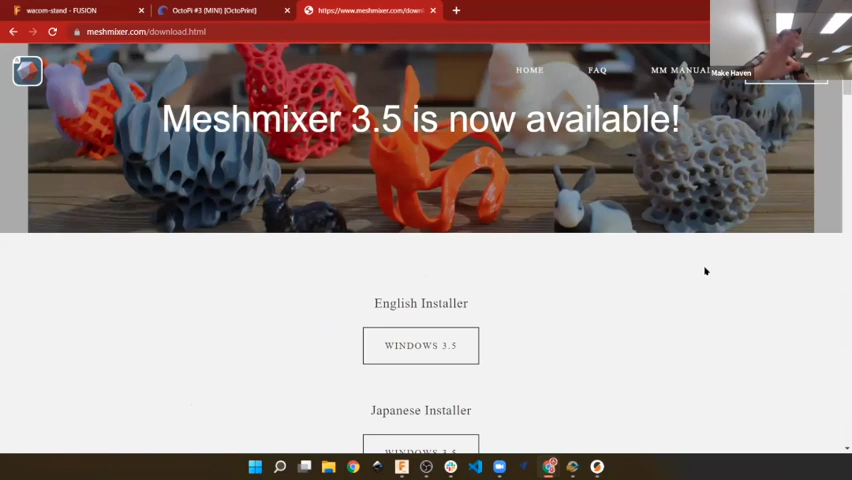 wacom-stand - FUSION
OctoPi #3 (MINI) [OctoPrint]
https://www.meshmixer.com/down
meshmixer.com/download.html
HOME
FAQ
MM MANUAL
Make Haven
Meshmixer 3.5 is now available!
English Installer
WINDOWS 3.5
Japanese Installer
WINDOWS 3.5